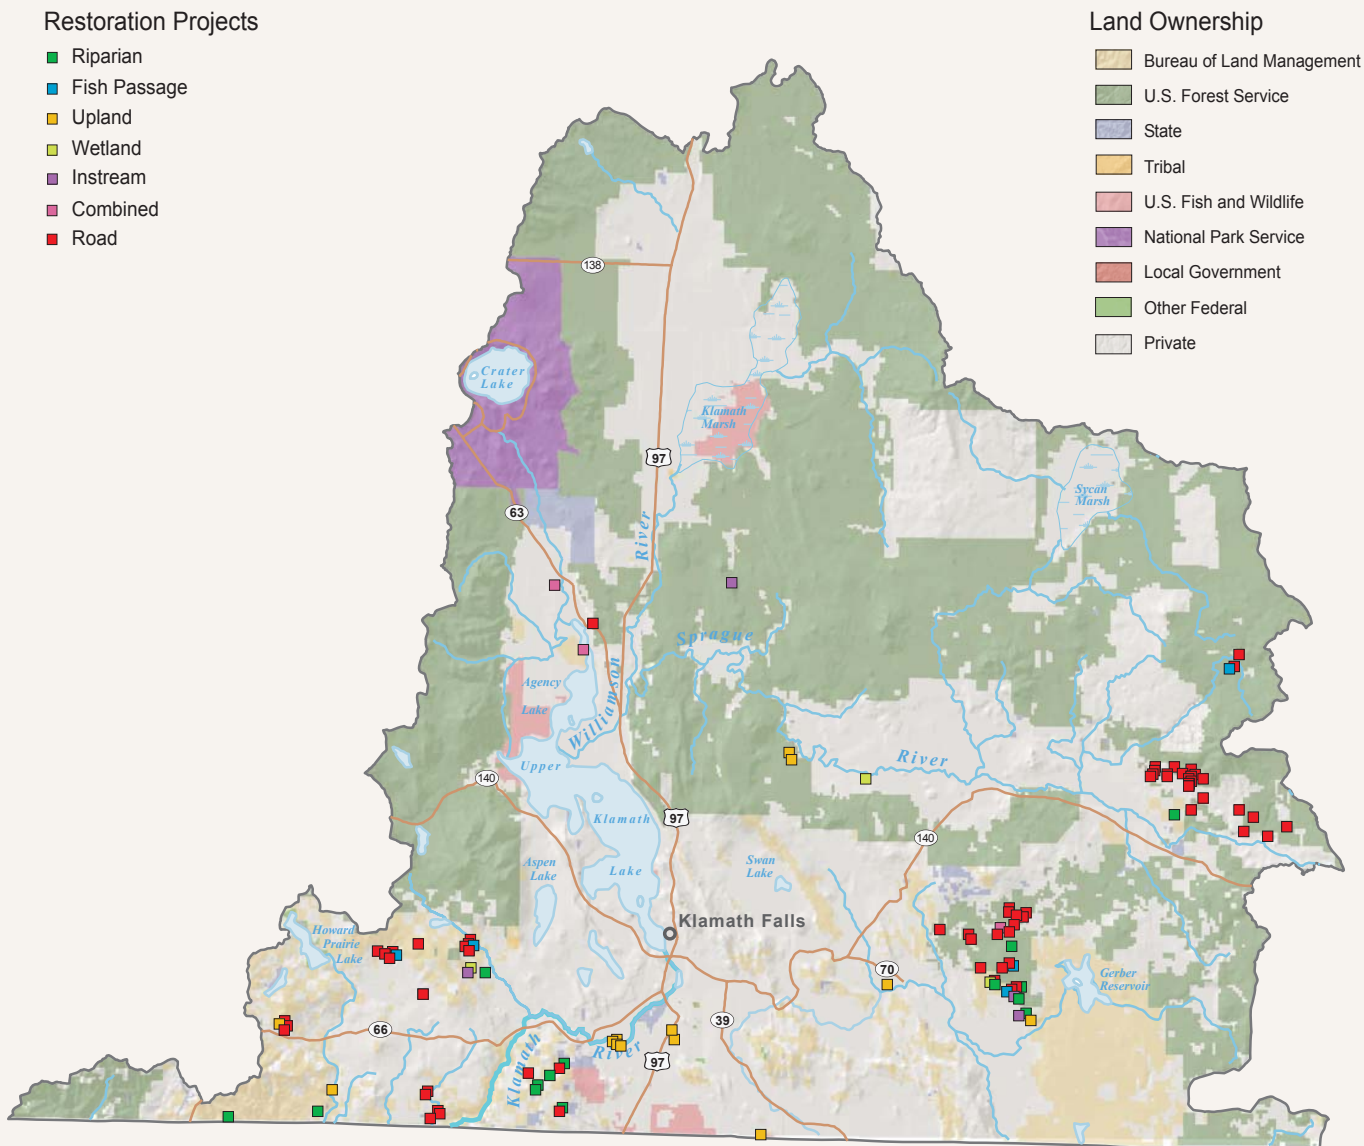 Restoration Projects
Riparian
Fish Passage
Upland
Wetland
Instream
Combined
Road
Land Ownership
Bureau of Land Management
U.S. Forest Service
State
Tribal
U.S. Fish and Wildlife
National Park Service
Local Government
Other Federal
Private
138
Crater
Lake
Klamath
Marsh
97
Sycan
Marsh
63
River
Sprague
Williamson
Agency
Lake
River
140
Upper
Klamath
97
140
Lake
Aspen
Lake
Swan
Lake
Klamath Falls
Howard
Prairie
Lake
70
Gerber
Reservoir
66
39
Klamath
River
97